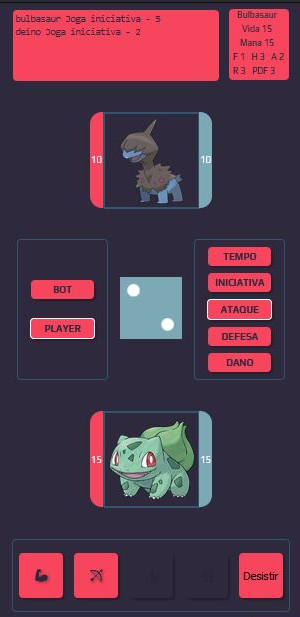 bulbasaur Joga iniciativa - 5
deino Joga iniciativa - 2
Bulbasaur
Vida 15
Mana 15
F 1 H 3 A 2
R 3 PDF 3
10
10
TEMPO
INICIATIVA
BOT
ATAQUE
PLAYER
DEFESA
DANO
15
15
Desistir